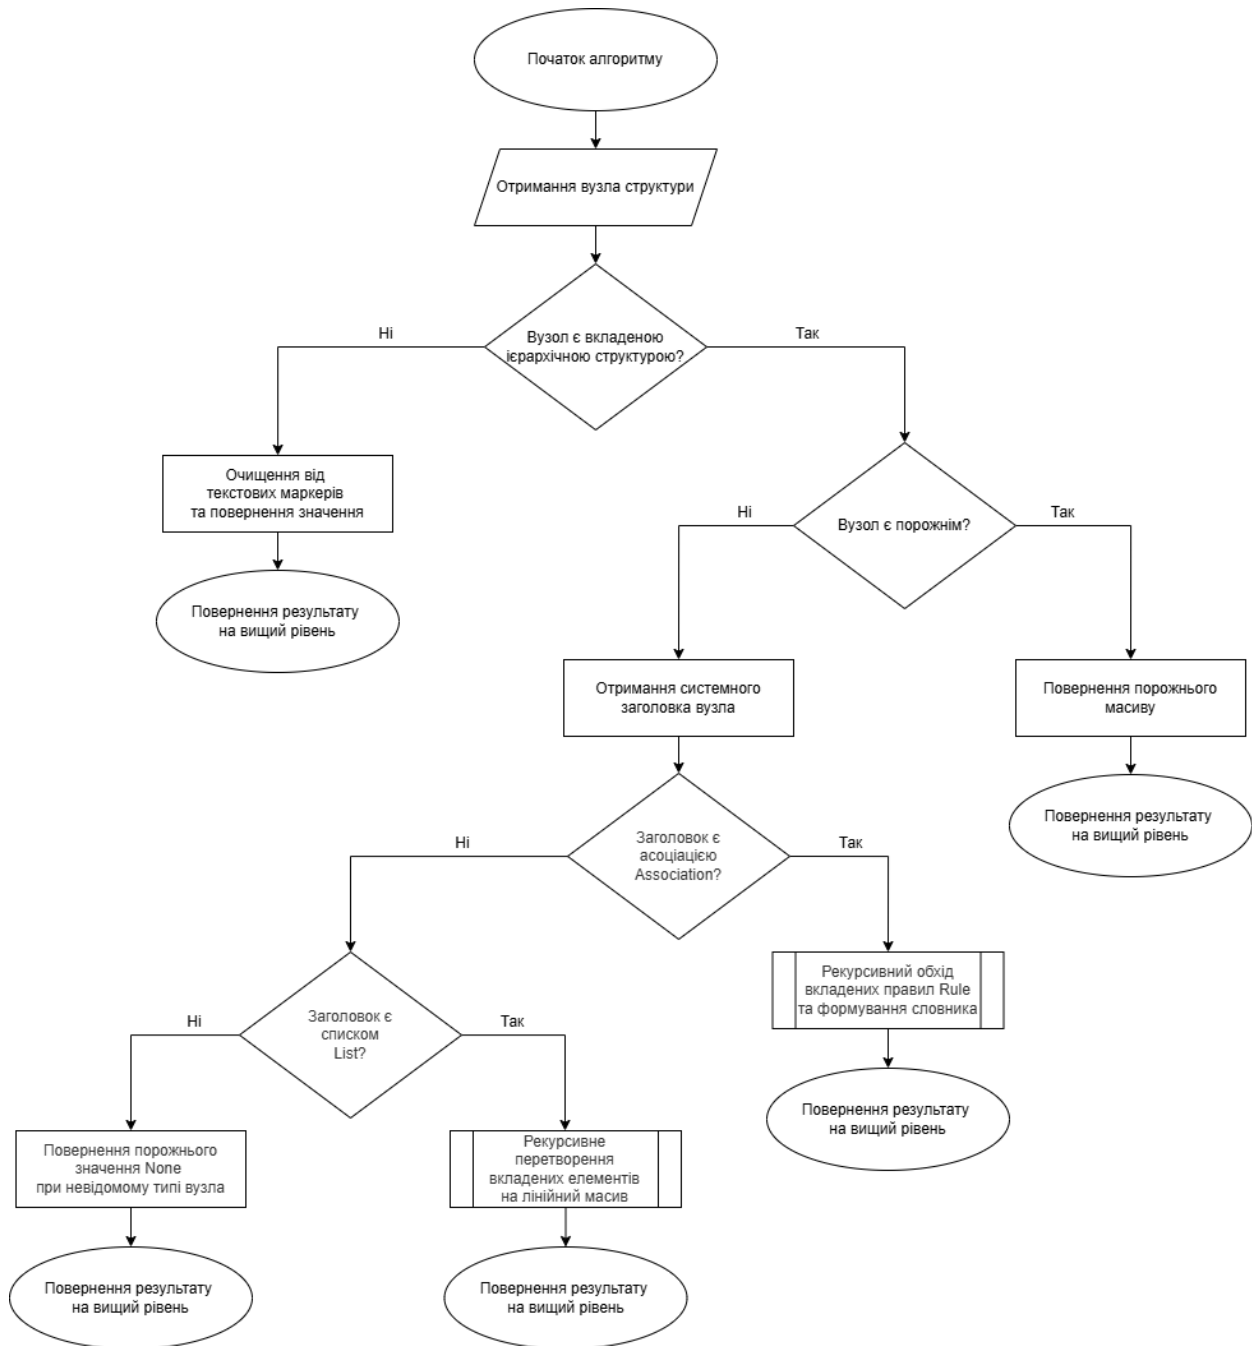 Початок алгоритму
Отримання вузла структури
Вузол є вкладеною
ієрархічною структурою?
Ні
Так
Очищення від
текстових маркерів
та повернення значення
Повернення результату
на вищий рівень
Вузол є порожнім?
Ні
Так
Отримання системного
заголовка вузла
Повернення порожнього
масиву
Повернення результату
на вищий рівень
Заголовок є
асоціацією
Association?
Ні
Так
Рекурсивний обхід
вкладених правил Rule
та формування словника
Повернення результату
на вищий рівень
Заголовок є
списком
List?
Ні
Так
Повернення порожнього
значення None
при невідомому типі вузла
Рекурсивне
перетворення
вкладених елементів
на лінійний масив
Повернення результату
на вищий рівень
Повернення результату
на вищий рівень